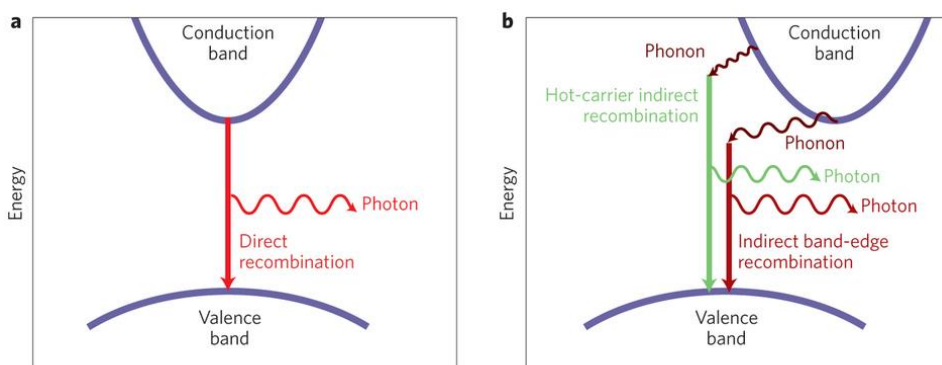 a
Conduction
band
Energy
Photon
Direct
recombination
Valence
band
b
Conduction
band
Phonon
Hot-carrier indirect
recombination
Phonon
Energy
Photon
Photon
Indirect band-edge
recombination
Valence
band